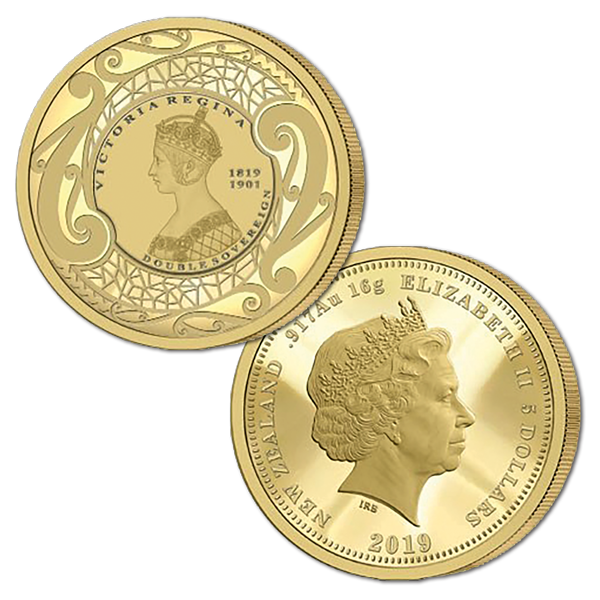 VICTORIA REGINA
1819
1901
DOUBLE SOVEREIGN
NEW ZEALAND .917Au 16g ELIZABETH II 5 DOLLARS
IRB
2019